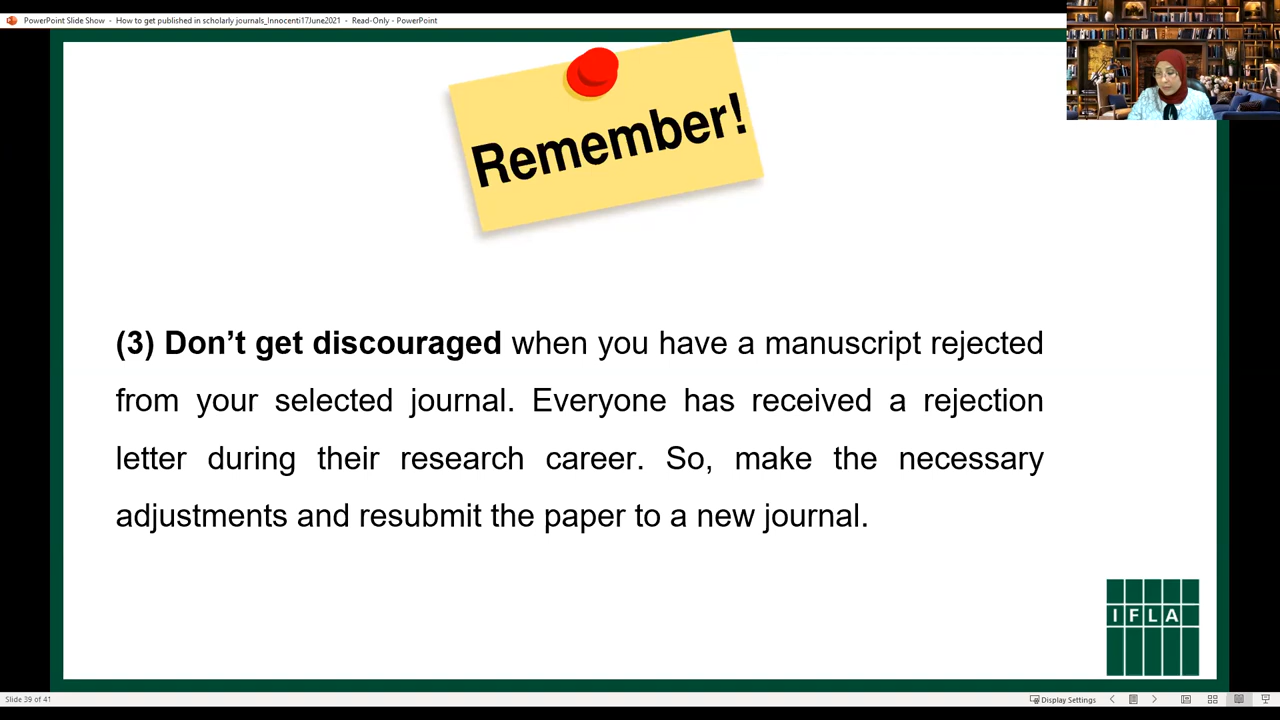 PowerPoint Slide Show - How to get published in scholarly journals_Innocenti17June2021 - Read-Only - PowerPoint
Remember!
(3) Don’t get discouraged when you have a manuscript rejected
from your selected journal. Everyone has received a rejection
letter during their research career. So, make the necessary
adjustments and resubmit the paper to a new journal.
IFLA
Slide 39 of 41
Display Settings